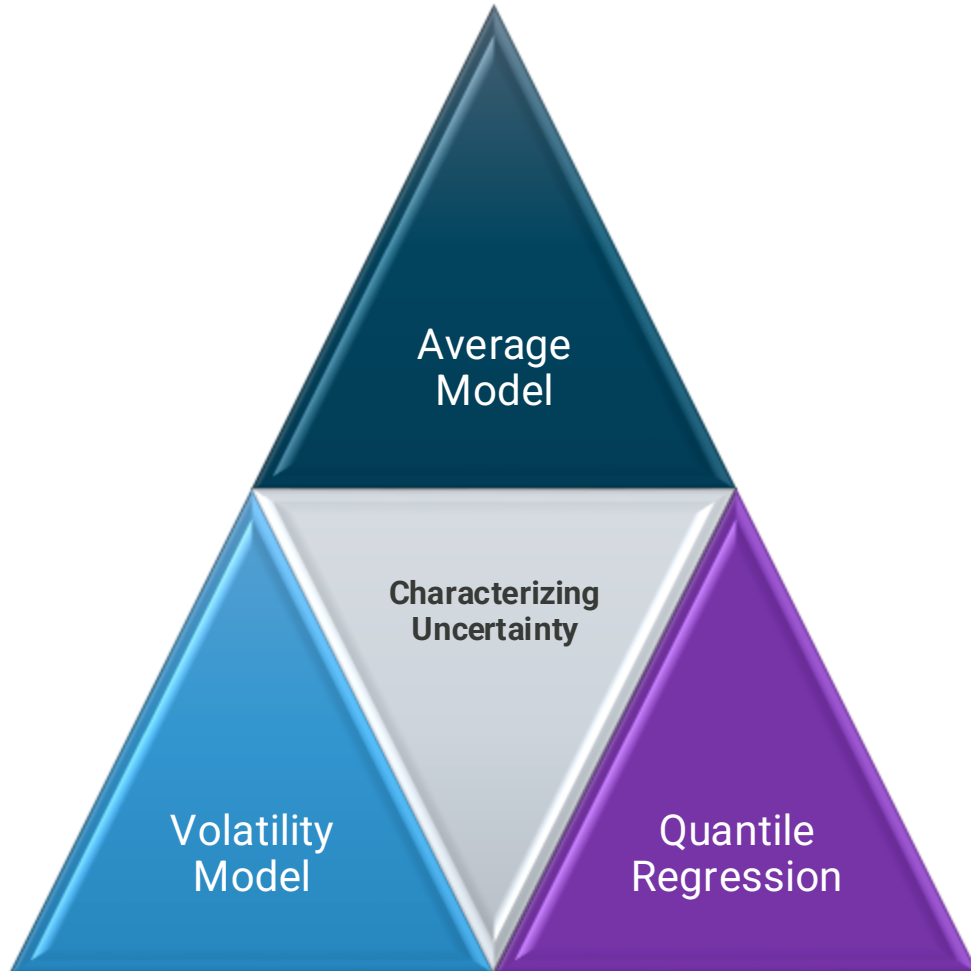 Average
Model
Characterizing
Uncertainty
Volatility
Model
Quantile
Regression